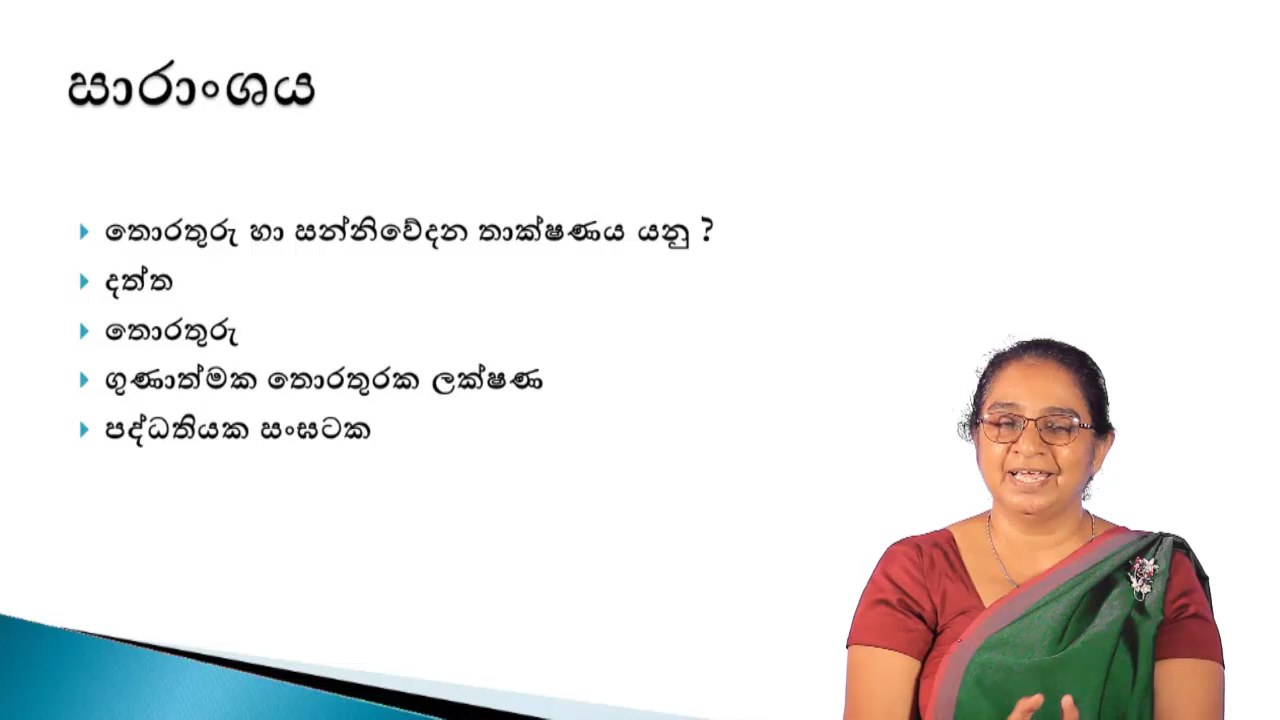 සාරාංශය
තොරතුරු හා සන්නිවේදන තාක්ෂණය යනු ?
දත්ත
තොරතුරු
ගුණාත්මක තොරතුරක ලක්ෂණ
පද්ධතියක සංඝටක